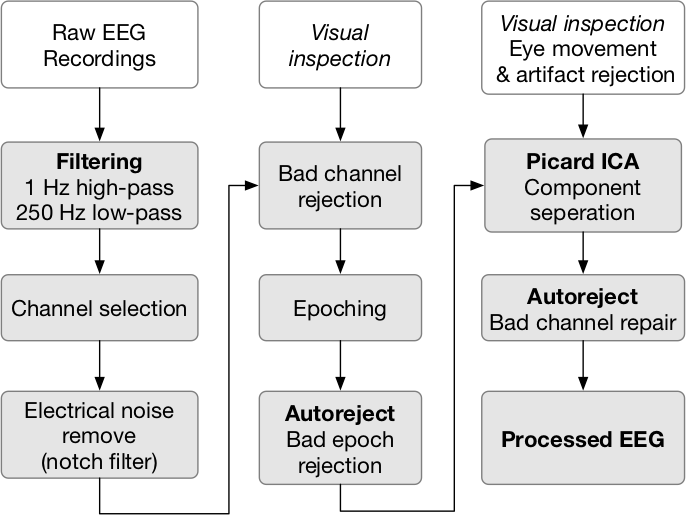 Raw EEG
Recordings
Filtering
1 Hz high-pass
250 Hz low-pass
Channel selection
Electrical noise
remove
(notch filter)
Visual
inspection
Bad channel
rejection
Epoching
Autoreject
Bad epoch
rejection
Visual inspection
Eye movement
& artifact rejection
Picard ICA
Component
seperation
Autoreject
Bad channel repair
Processed EEG